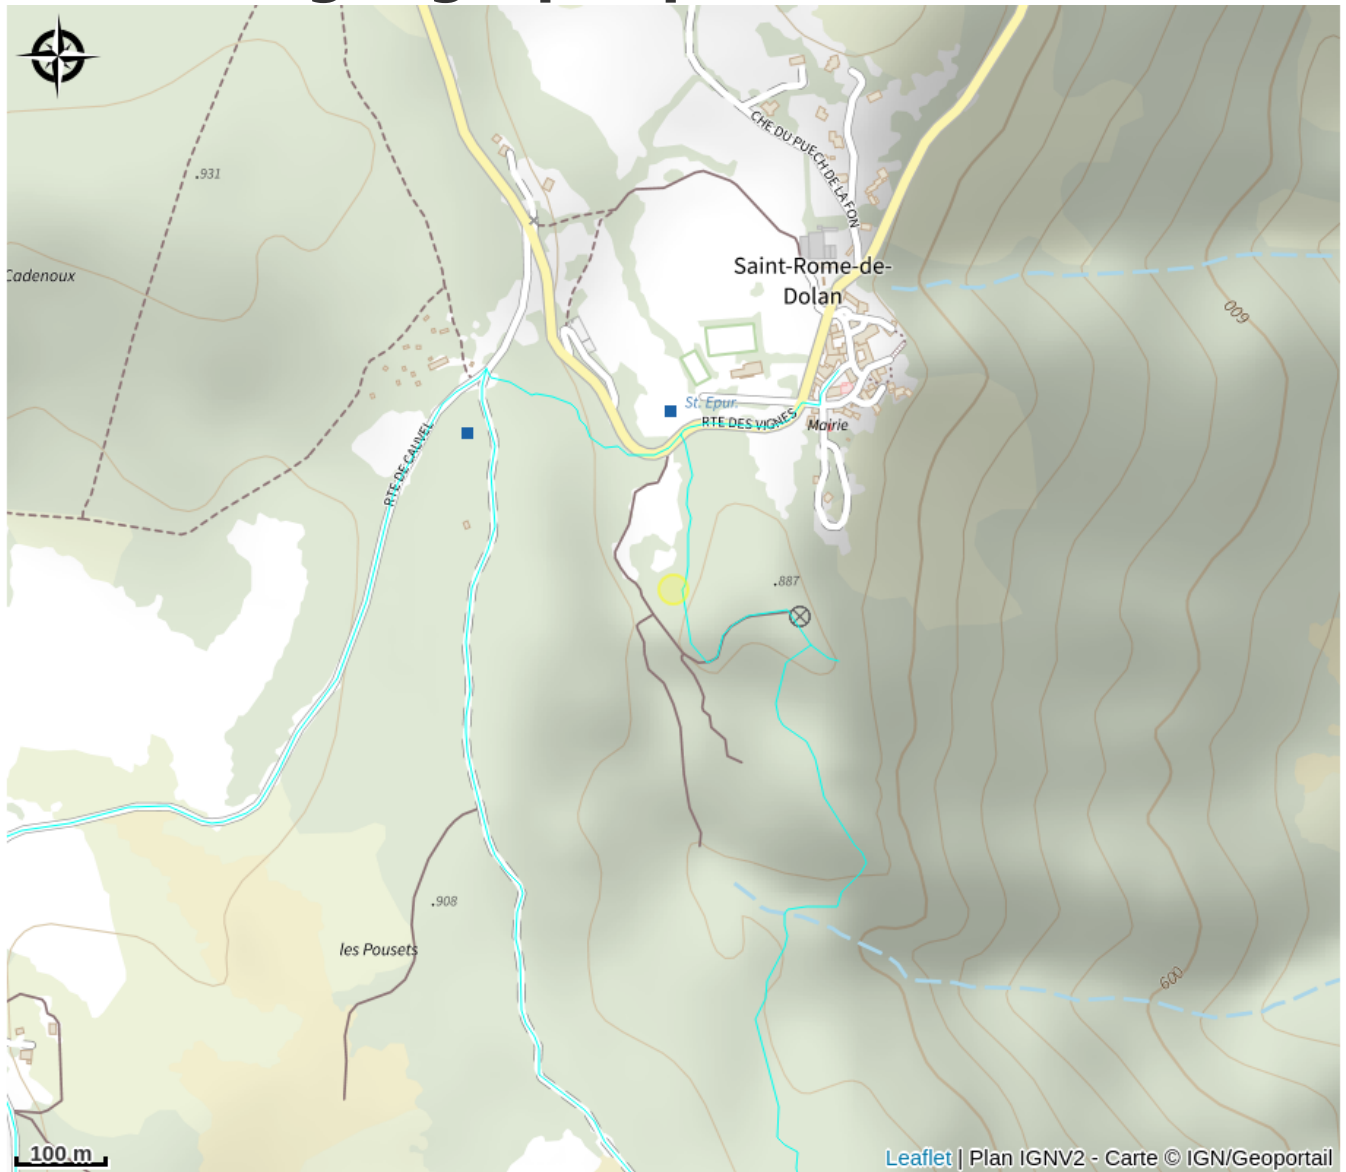 .931
CHE DU PUECH DE LA FON
Cadenoux
Saint-Rome-de-
Dolan
600
St. Epur.
RTE DES VIGNES
Mairie
RTE DE CAUVEL
.887
.908
les Pousets
600
100 m
Leaflet | Plan IGNV2 - Carte © IGN/Geoportail